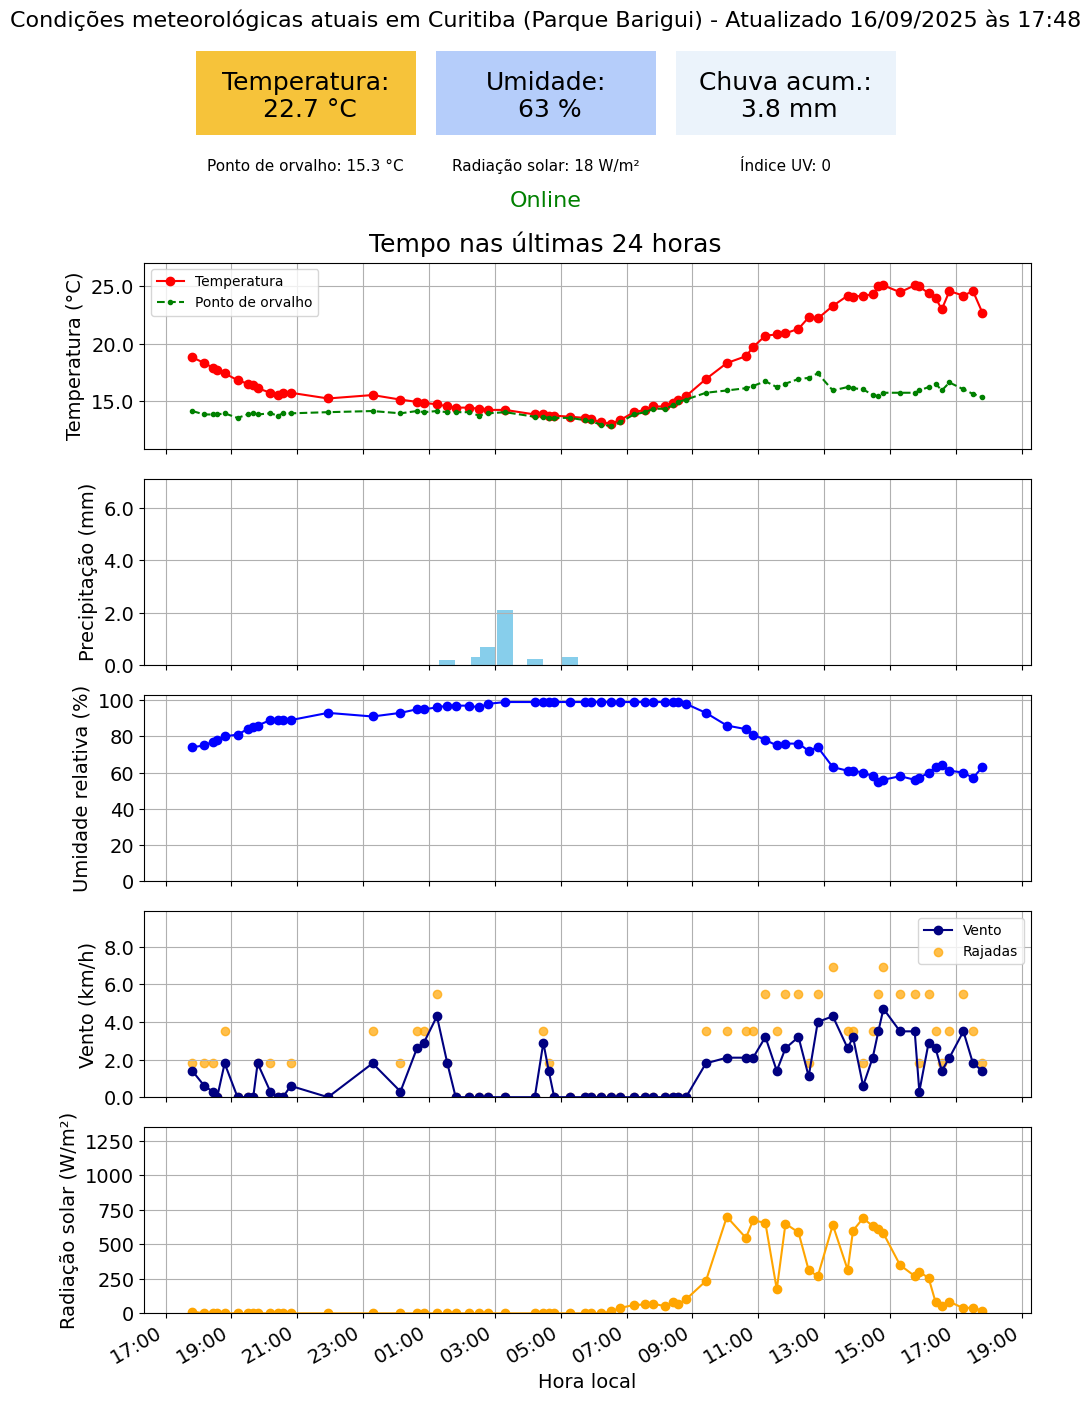 Condições meteorológicas atuais em Curitiba (Parque Barigui) - Atualizado 16/09/2025 às 17:48
Temperatura:
22.7 °C
Umidade:
63 %
Chuva acum.:
3.8 mm
Ponto de orvalho: 15.3 °C
Radiação solar: 18 W/m²
Índice UV: 0
Online
Tempo nas últimas 24 horas
Temperatura (°C)
25.0
20.0
15.0
Temperatura
Ponto de orvalho
Precipitação (mm)
6.0
4.0
2.0
0.0
Umidade relativa (%)
100
80
60
40
20
0
Vento (km/h)
8.0
6.0
4.0
2.0
0.0
Vento
Rajadas
Radiação solar (W/m²)
1250
1000
750
500
250
0
17:00 19:00 21:00 23:00 01:00 03:00 05:00 07:00 09:00 11:00 13:00 15:00 17:00 19:00
Hora local